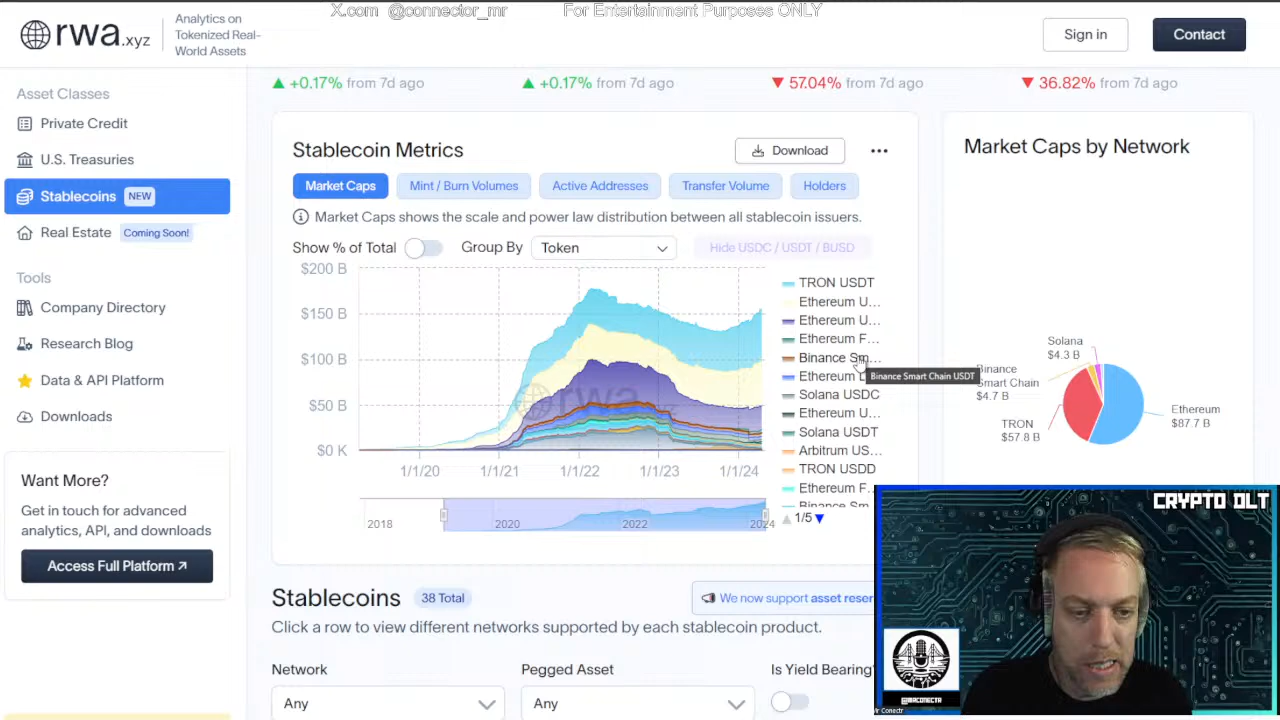 X.com @connector_mr For Entertainment Purposes ONLY
rwa.xyz
Analytics on
Tokenized Real-
World Assets
Sign in
Contact
Asset Classes
Private Credit
U.S. Treasuries
Stablecoins NEW
Real Estate Coming Soon!
Tools
Company Directory
Research Blog
Data & API Platform
Downloads
Want More?
Get in touch for advanced
analytics, API, and downloads
Access Full Platform ↗
+0.17% from 7d ago
+0.17% from 7d ago
57.04% from 7d ago
36.82% from 7d ago
Stablecoin Metrics
Download
Market Caps
Mint / Burn Volumes
Active Addresses
Transfer Volume
Holders
Market Caps shows the scale and power law distribution between all stablecoin issuers.
Show % of Total
Group By
Token
Hide USDC / USDT / BUSD
$200 B
$150 B
$100 B
$50 B
$0 K
1/1/20
1/1/21
1/1/22
1/1/23
1/1/24
rwa
2018
2020
2022
2024
TRON USDT
Ethereum U...
Ethereum U...
Ethereum F...
Binance Sm...
Binance Smart Chain USDT
Solana USDC
Ethereum U...
Solana USDT
Arbitrum US...
TRON USDD
Ethereum F...
1/5
Market Caps by Network
Solana
$4.3 B
Binance
Smart Chain
$4.7 B
TRON
$57.8 B
Ethereum
$87.7 B
Stablecoins 38 Total
We now support asset reser
Click a row to view different networks supported by each stablecoin product.
Network
Any
Pegged Asset
Any
Is Yield Bearing?
CRYPTO DLT
@MRCONECTR
Mr Conectr